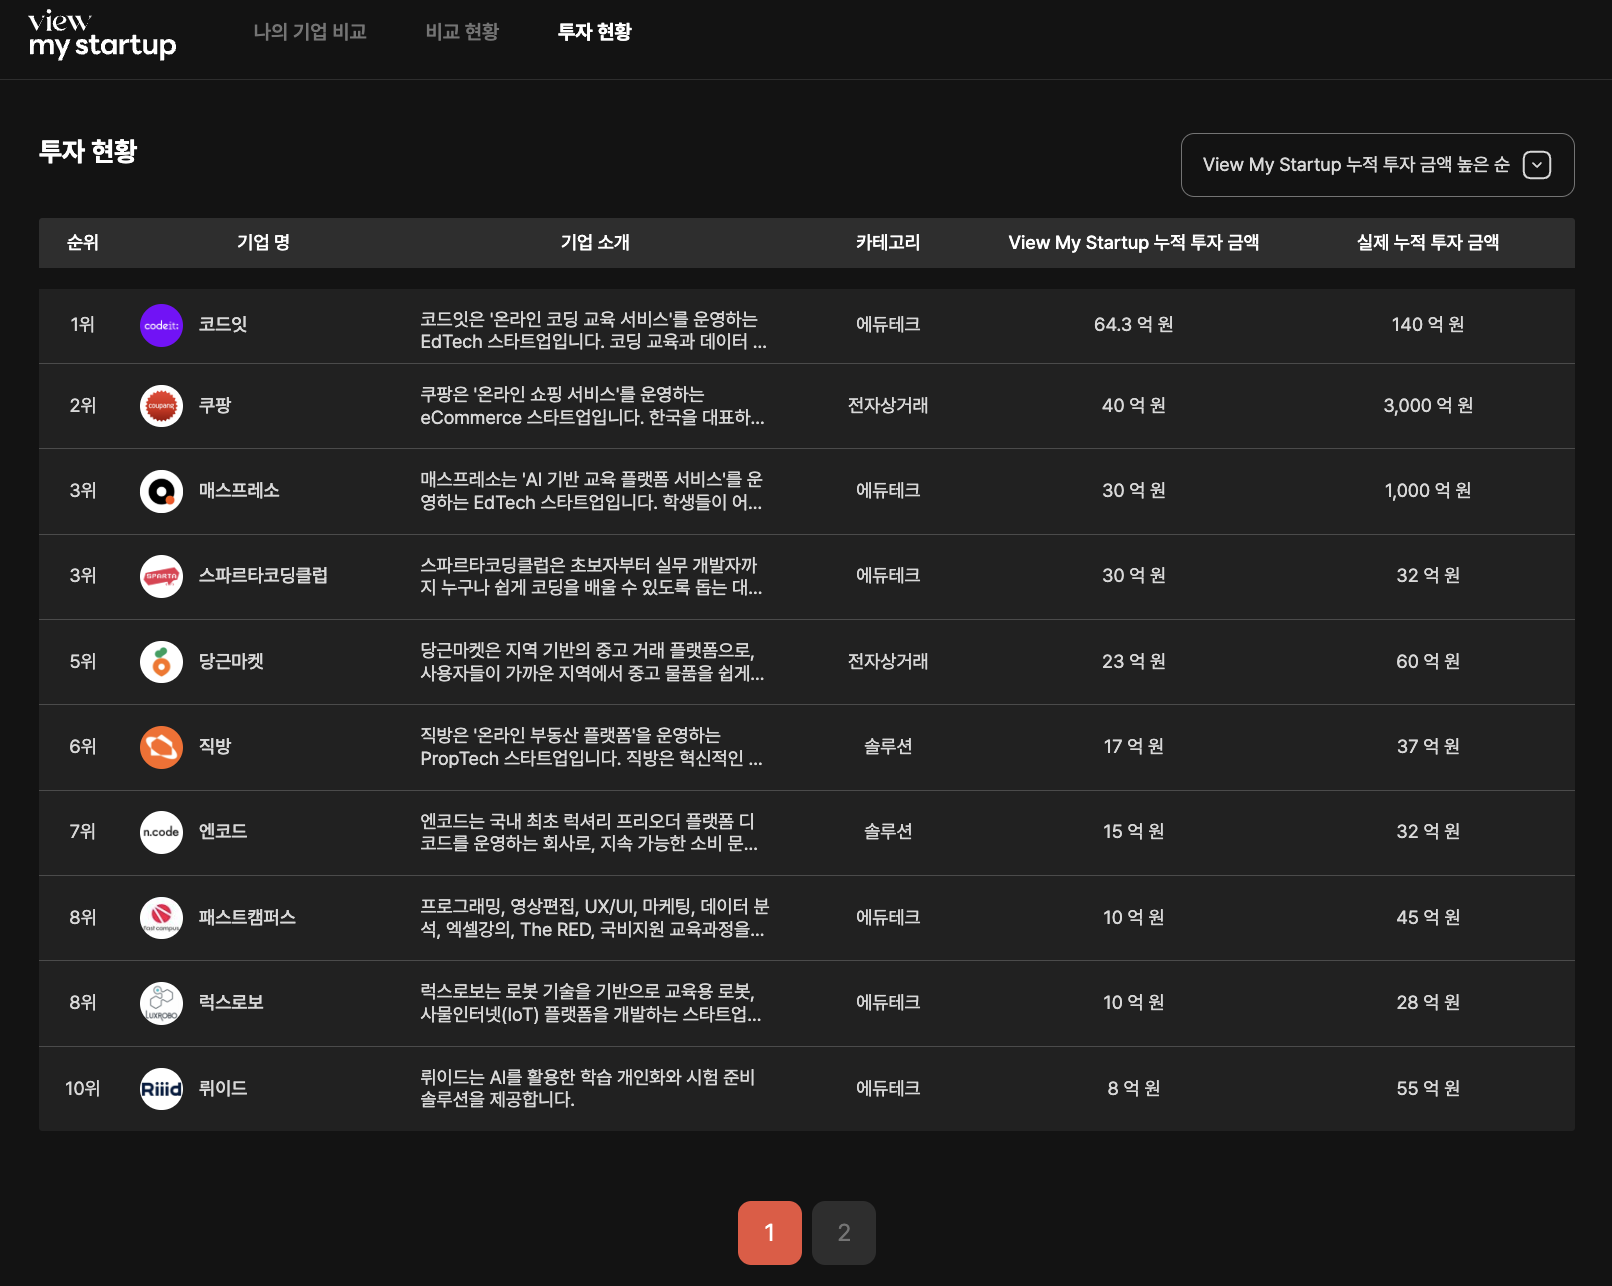 view
my startup
나의 기업 비교
비교 현황
투자 현황
투자 현황
View My Startup 누적 투자 금액 높은 순
순위
기업 명
기업 소개
카테고리
View My Startup 누적 투자 금액
실제 누적 투자 금액
1위
codeit:
코드잇
코드잇은 '온라인 코딩 교육 서비스'를 운영하는
EdTech 스타트업입니다. 코딩 교육과 데이터 ...
에듀테크
64.3 억 원
140 억 원
2위
coupang
쿠팡
쿠팡은 '온라인 쇼핑 서비스'를 운영하는
eCommerce 스타트업입니다. 한국을 대표하...
전자상거래
40 억 원
3,000 억 원
3위
매스프레소
매스프레소는 'AI 기반 교육 플랫폼 서비스'를 운
영하는 EdTech 스타트업입니다. 학생들이 어...
에듀테크
30 억 원
1,000 억 원
3위
SPARTA
스파르타코딩클럽
스파르타코딩클럽은 초보자부터 실무 개발자까
지 누구나 쉽게 코딩을 배울 수 있도록 돕는 대...
에듀테크
30 억 원
32 억 원
5위
당근마켓
당근마켓은 지역 기반의 중고 거래 플랫폼으로,
사용자들이 가까운 지역에서 중고 물품을 쉽게...
전자상거래
23 억 원
60 억 원
6위
직방
직방은 '온라인 부동산 플랫폼'을 운영하는
PropTech 스타트업입니다. 직방은 혁신적인 ...
솔루션
17 억 원
37 억 원
7위
n.code
엔코드
엔코드는 국내 최초 럭셔리 프리오더 플랫폼 디
코드를 운영하는 회사로, 지속 가능한 소비 문...
솔루션
15 억 원
32 억 원
8위
fast campus
패스트캠퍼스
프로그래밍, 영상편집, UX/UI, 마케팅, 데이터 분
석, 엑셀강의, The RED, 국비지원 교육과정을...
에듀테크
10 억 원
45 억 원
8위
LUXROBO
럭스로보
럭스로보는 로봇 기술을 기반으로 교육용 로봇,
사물인터넷(IoT) 플랫폼을 개발하는 스타트업...
에듀테크
10 억 원
28 억 원
10위
Riiid
뤼이드
뤼이드는 AI를 활용한 학습 개인화와 시험 준비
솔루션을 제공합니다.
에듀테크
8 억 원
55 억 원
1
2